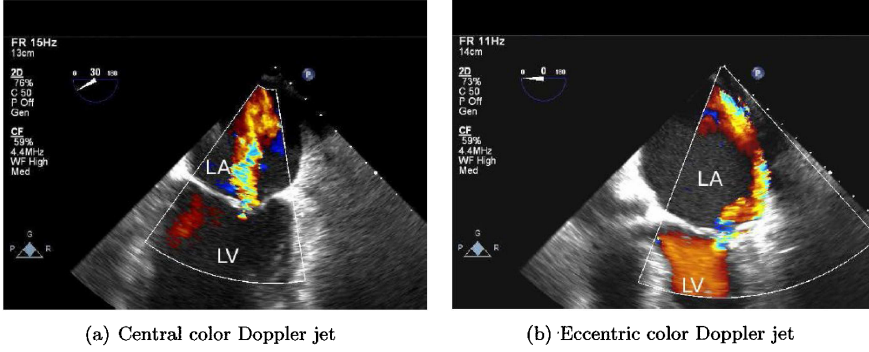 FR 15Hz
13cm
2D
76%
C 50
P Off
Gen
CF
59%
4.4MHz
WF High
Med
0 30 180
P
G
P R
LA
LV
(a) Central color Doppler jet
FR 11Hz
14cm
2D
73%
C 50
P Off
Gen
CF
59%
4.4MHz
WF High
Med
0 0 180
P
G
P R
LA
LV
(b) Eccentric color Doppler jet